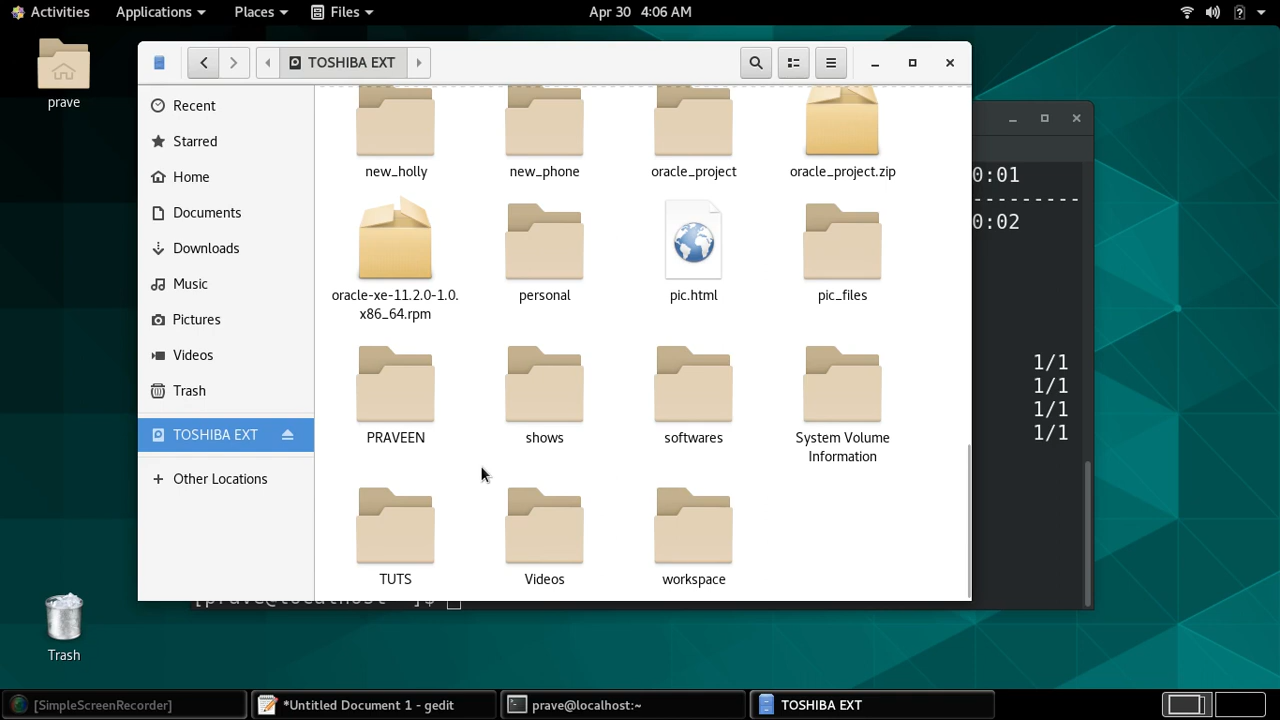 Activities Applications Places Files Apr 30 4:06 AM
prave
Trash
TOSHIBA EXT
Recent
Starred
Home
Documents
Downloads
Music
Pictures
Videos
Trash
TOSHIBA EXT
Other Locations
new_holly new_phone oracle_project oracle_project.zip
oracle-xe-11.2.0-1.0.
x86_64.rpm
personal pic.html pic_files
PRAVEEN shows softwares System Volume
Information
TUTS Videos workspace
0:01
---------
0:02
1/1
1/1
1/1
1/1
[prave@localhost ~]$
[SimpleScreenRecorder] *Untitled Document 1 - gedit prave@localhost:~ TOSHIBA EXT